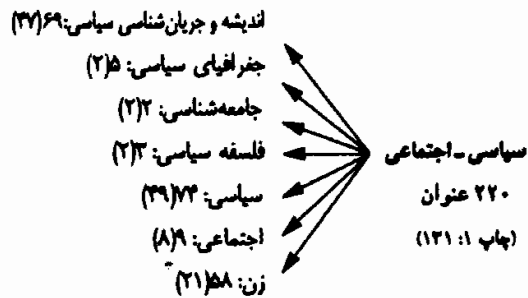 اندیشه و جریان‌شناسی سیاسی: ۶۹(۳۷)
جغرافیای سیاسی: ۵(۲)
جامعه‌شناسی: ۲(۲)
فلسفه سیاسی: ۳(۲)
سیاسی: ۷۴(۳۹)
اجتماعی: ۹(۸)
زن: ۵۸(۲۱)
سیاسی ـ اجتماعی
۲۲۰ عنوان
(چاپ ۱: ۱۳۱)